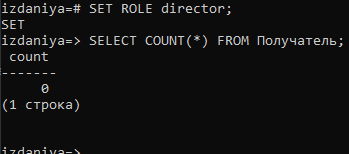 izdaniya=# SET ROLE director;
SET
izdaniya=> SELECT COUNT(*) FROM Получатель;
count
-------
0
(1 строка)
izdaniya=>